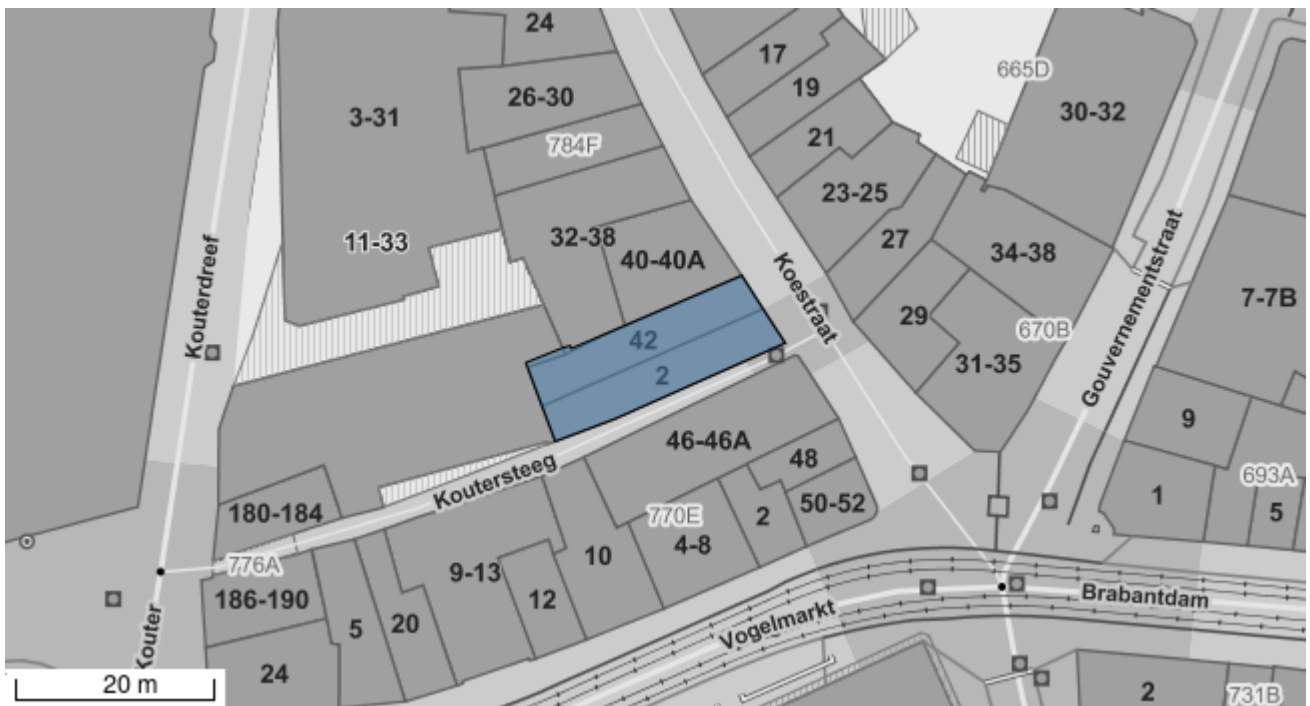 24
17
665D
26-30
19
30-32
3-31
784F
21
23-25
Kouterdreef
11-33
32-38
40-40A
27
34-38
Gouvernementstraat
7-7B
Koestraat
29
670B
42
31-35
2
9
46-46A
48
Koutersteeg
693A
180-184
770E
2
50-52
1
5
776A
9-13
10
4-8
186-190
12
Brabantdam
5
20
Vogelmarkt
Kouter
24
20 m
2
731B